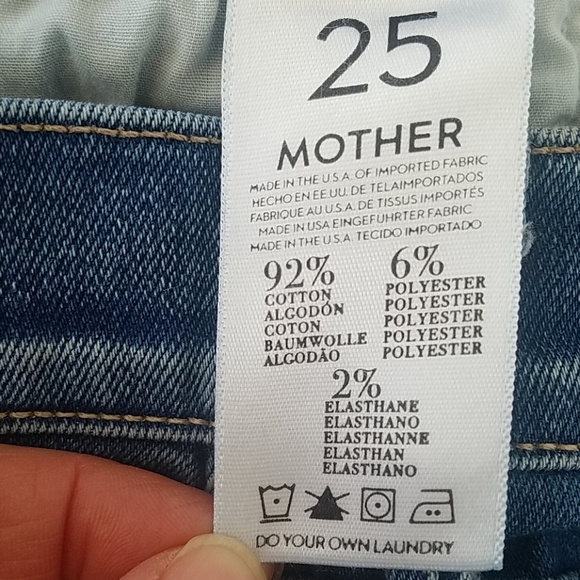 25
MOTHER
MADE IN THE U.S.A. OF IMPORTED FABRIC
HECHO EN EE.UU. DE TELAIMPORTADOS
FABRIQUE AU U.S.A. DE TISSUS IMPORTÉS
MADE IN USA EINGEFUHRTER FABRIC
MADE IN THE U.S.A. TECIDO IMPORTADO
92%
COTTON
ALGODÓN
COTON
BAUMWOLLE
ALGODÃO
6%
POLYESTER
POLYESTER
POLYESTER
POLYESTER
POLYESTER
2%
ELASTHANE
ELASTHANO
ELASTHANNE
ELASTHAN
ELASTHANO
DO YOUR OWN LAUNDRY